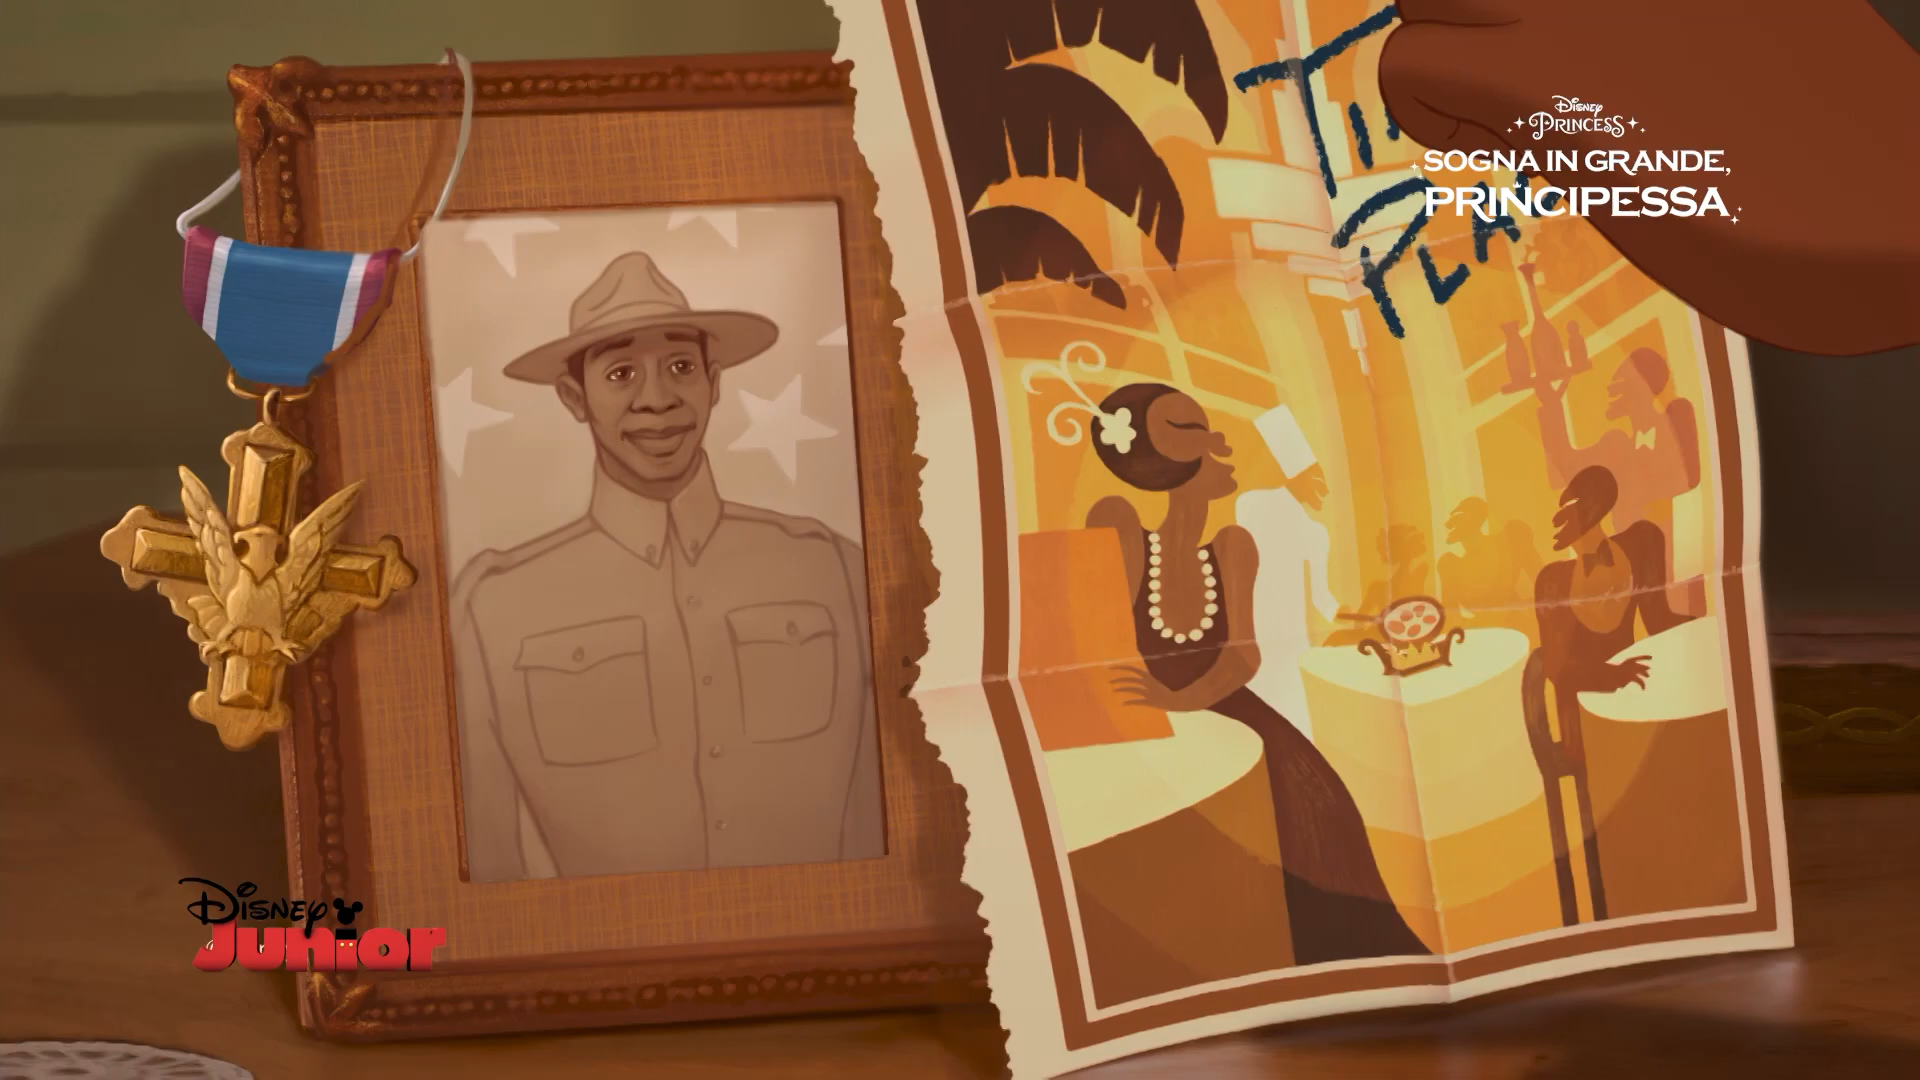 Disney
PRINCESS
SOGNA IN GRANDE,
PRINCIPESSA
Disney
Junior